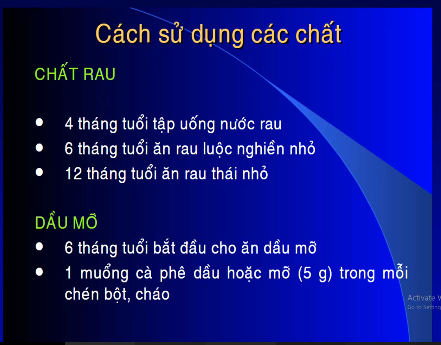 Cách sử dụng các chất
CHẤT RAU
4 tháng tuổi tập uống nước rau
6 tháng tuổi ăn rau luộc nghiền nhỏ
12 tháng tuổi ăn rau thái nhỏ
DẦU MỠ
6 tháng tuổi bắt đầu cho ăn dầu mỡ
1 muổng cà phê dầu hoặc mỡ (5 g) trong mỗi
chén bột, cháo
Activate
Go to